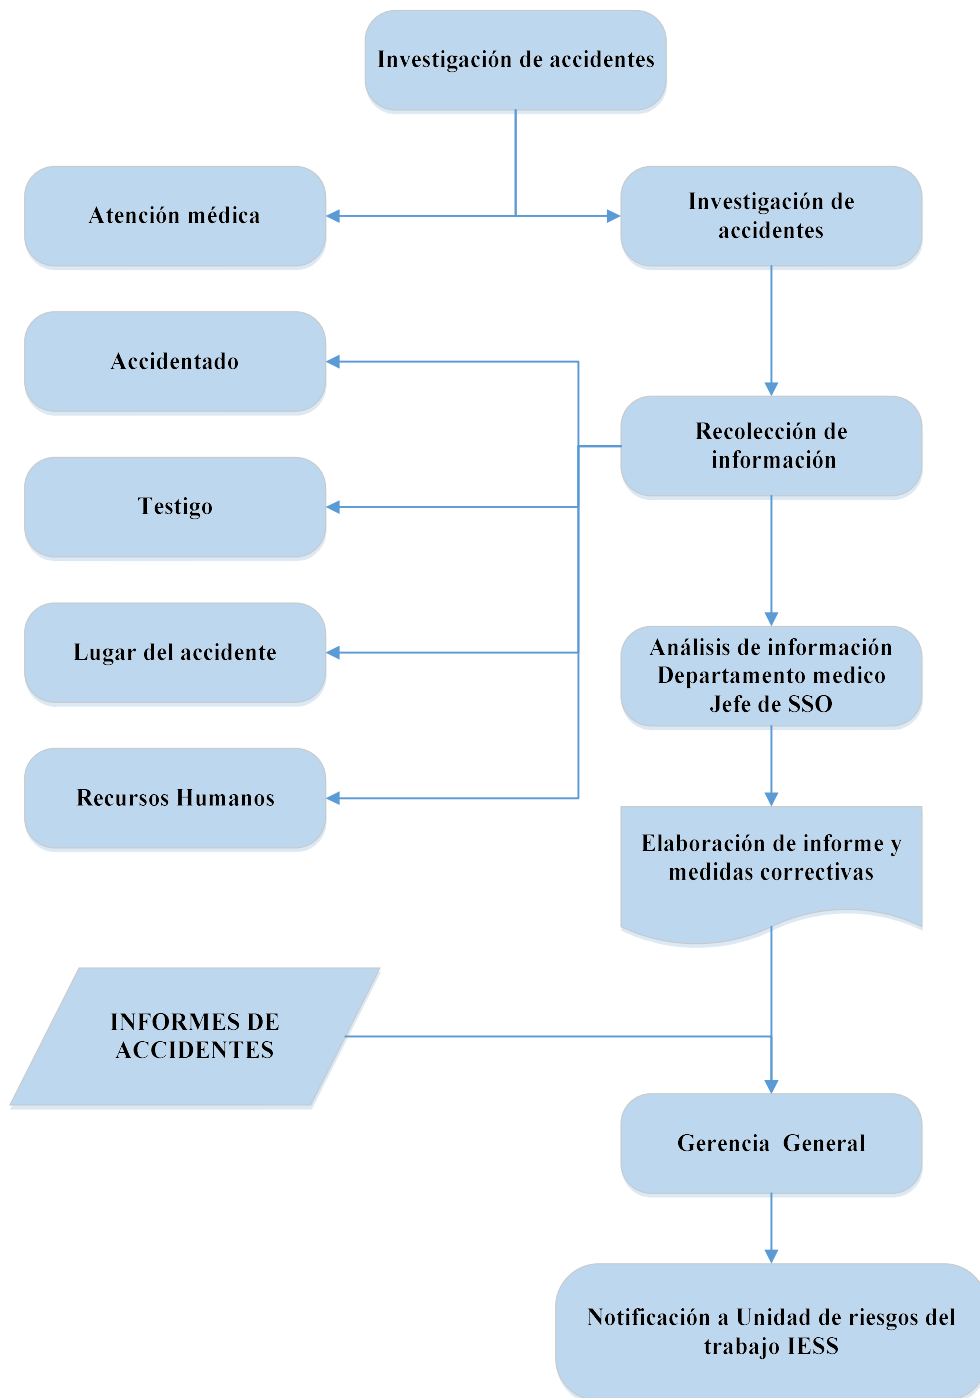 Investigación de accidentes
Atención médica
Investigación de
accidentes
Accidentado
Recolección de
información
Testigo
Lugar del accidente
Análisis de información
Departamento medico
Jefe de SSO
Recursos Humanos
Elaboración de informe y
medidas correctivas
INFORMES DE
ACCIDENTES
Gerencia General
Notificación a Unidad de riesgos del
trabajo IESS